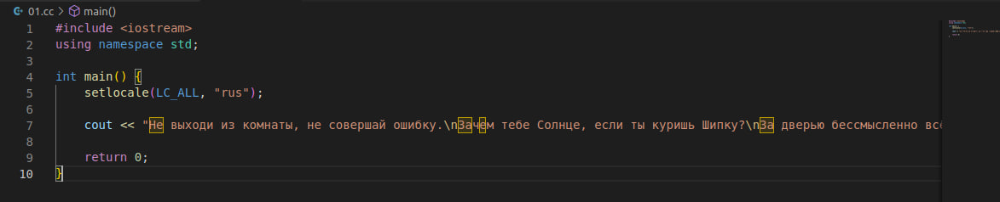 01.cc > main()
1 #include <iostream>
2 using namespace std;
3
4 int main() {
5 setlocale(LC_ALL, "rus");
6
7 cout << "Не выходи из комнаты, не совершай ошибку.\nЗачем тебе Солнце, если ты куришь Шипку?\nЗа дверью бессмысленно всё
8
9 return 0;
10 }